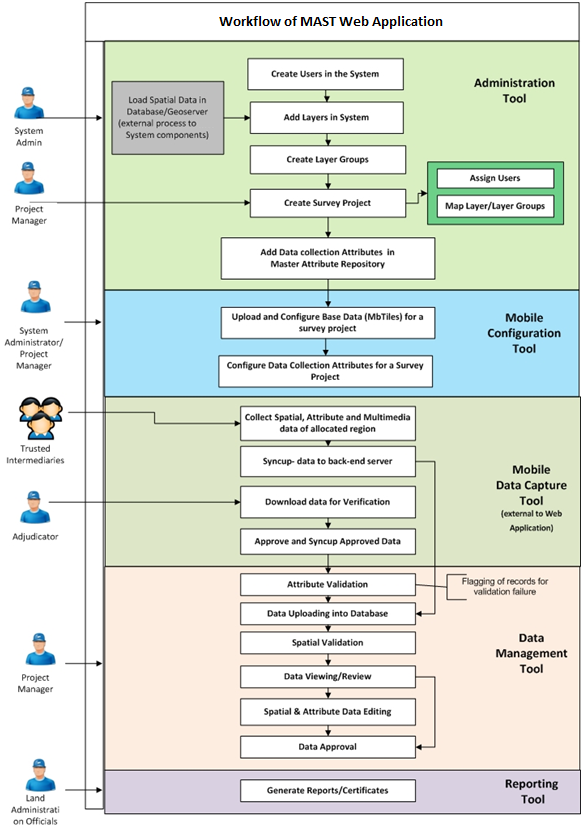 Workflow of MAST Web Application
Create Users in the System
Administration
Tool
Load Spatial Data in
Database/Geoserver
(external process to
System components)
System
Admin
Add Layers in System
Create Layer Groups
Project
Manager
Create Survey Project
Assign Users
Map Layer/Layer Groups
Add Data collection Attributes in
Master Attribute Repository
System
Administrator/
Project
Manager
Upload and Configure Base Data (MbTiles) for a
survey project
Mobile
Configuration
Tool
Configure Data Collection Attributes for a Survey
Project
Trusted
Intermediaries
Collect Spatial, Attribute and Multimedia
data of allocated region
Syncup- data to back-end server
Mobile
Data Capture
Tool
(external to Web
Application)
Adjudicator
Download data for Verification
Approve and Syncup Approved Data
Attribute Validation
Flagging of records for
validation failure
Data Uploading into Database
Spatial Validation
Data
Management
Tool
Project
Manager
Data Viewing/Review
Spatial & Attribute Data Editing
Data Approval
Land
Administrati
on Officials
Generate Reports/Certificates
Reporting
Tool